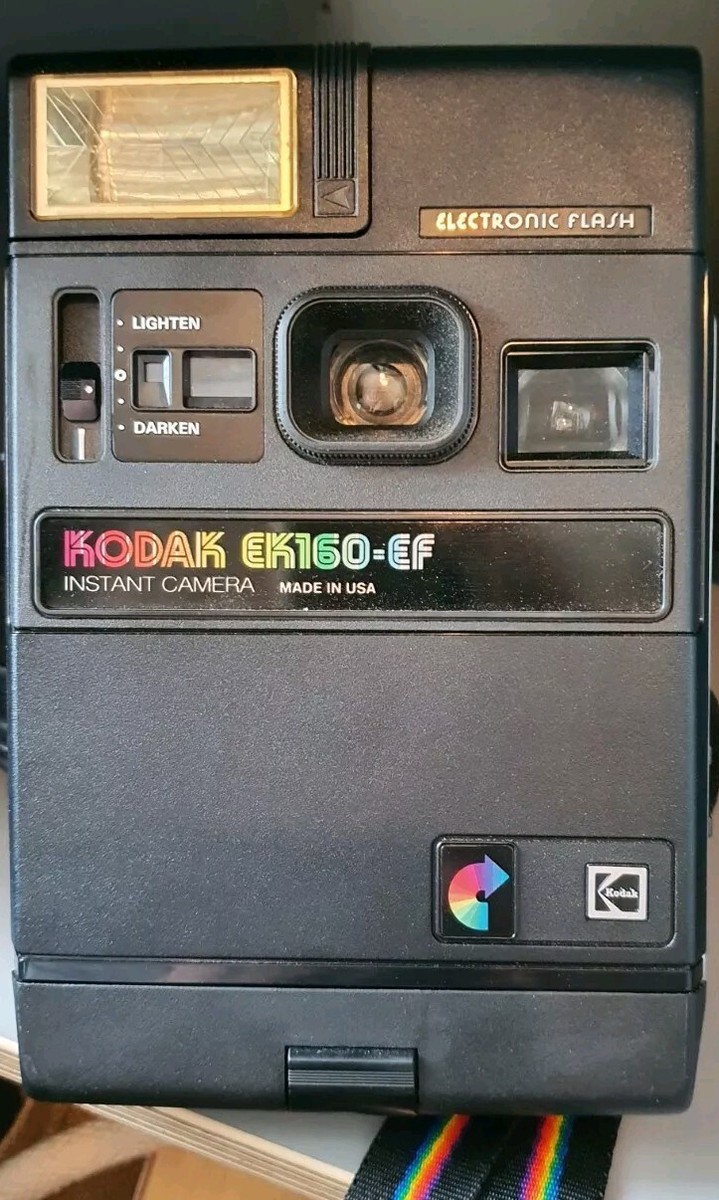 ELECTRONIC FLASH
LIGHTEN
DARKEN
KODAK EK160-EF
INSTANT CAMERA MADE IN USA
Kodak